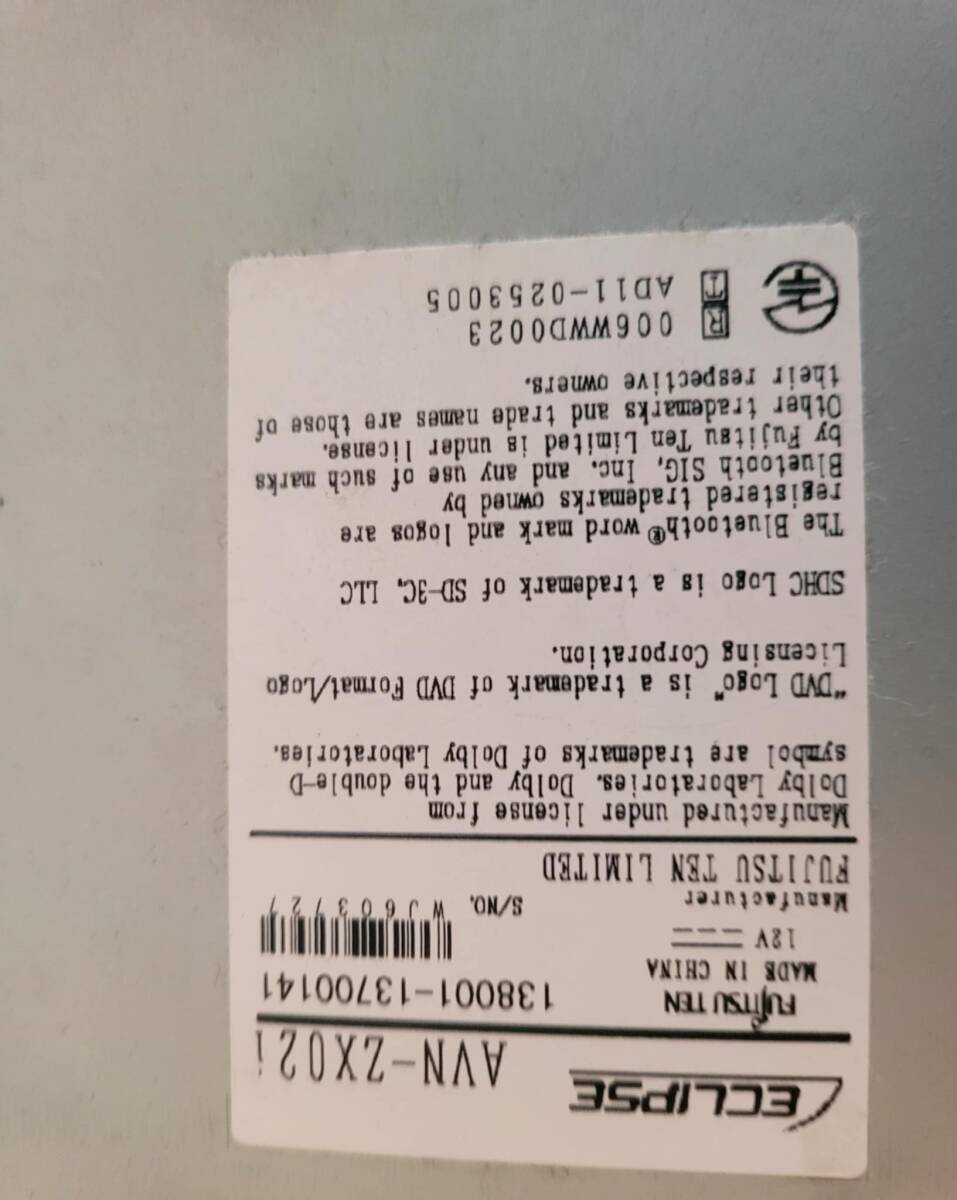 ECLIPSE AVN-ZX02i
FUJITSU TEN 138001-13700141
MADE IN CHINA
12V
S/NO. WJ603727
Manufacturer
FUJITSU TEN LIMITED
Manufactured under license from
Dolby Laboratories. Dolby and the double-D
symbol are trademarks of Dolby Laboratories.
"DVD Logo" is a trademark of DVD Format/Logo
Licensing Corporation.
SDHC Logo is a trademark of SD-3C, LLC
The Bluetooth® word mark and logos are
registered trademarks owned by
Bluetooth SIG, Inc. and any use of such marks
by Fujitsu Ten Limited is under license.
Other trademarks and trade names are those of
their respective owners.
R 006WWD0023
T AD11-0253005